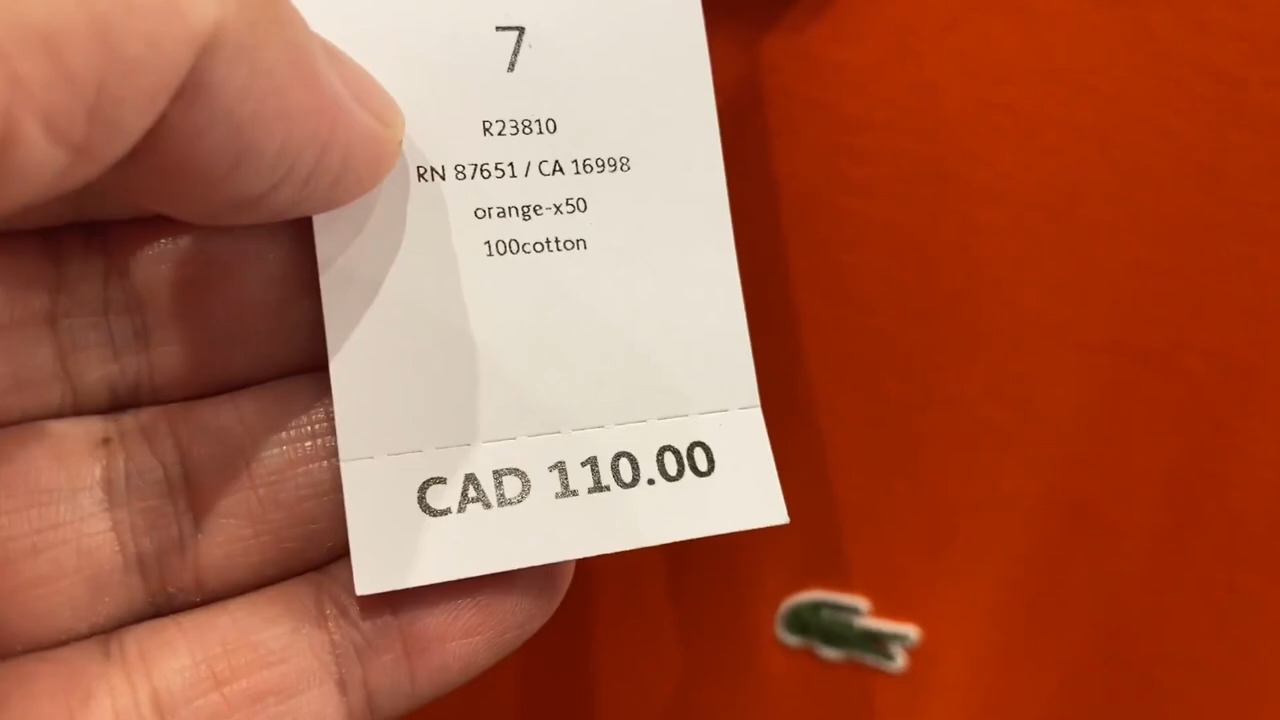 7
R23810
RN 87651 / CA 16998
orange-x50
100cotton
CAD 110.00